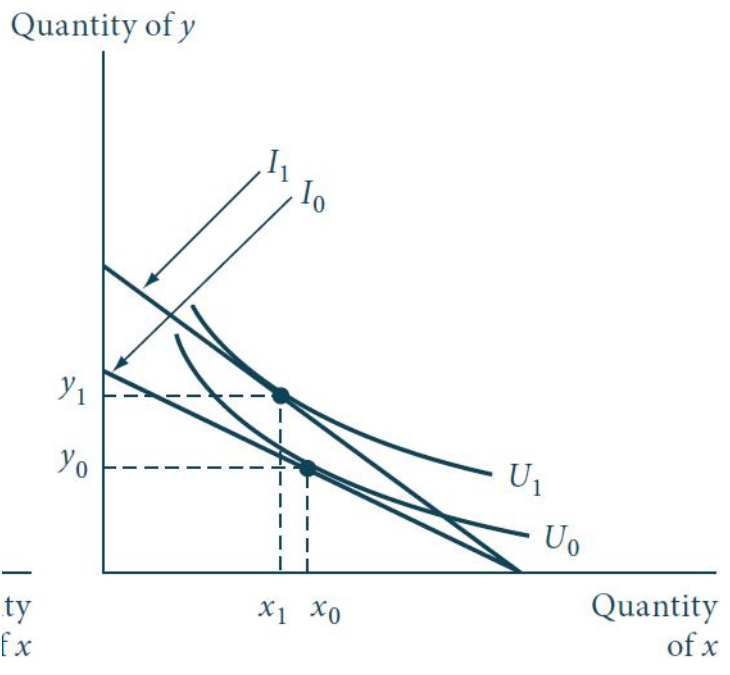 Quantity of y
I₁
I₀
y₁
y₀
U₁
U₀
x₁ x₀
Quantity
of x
ty
f x